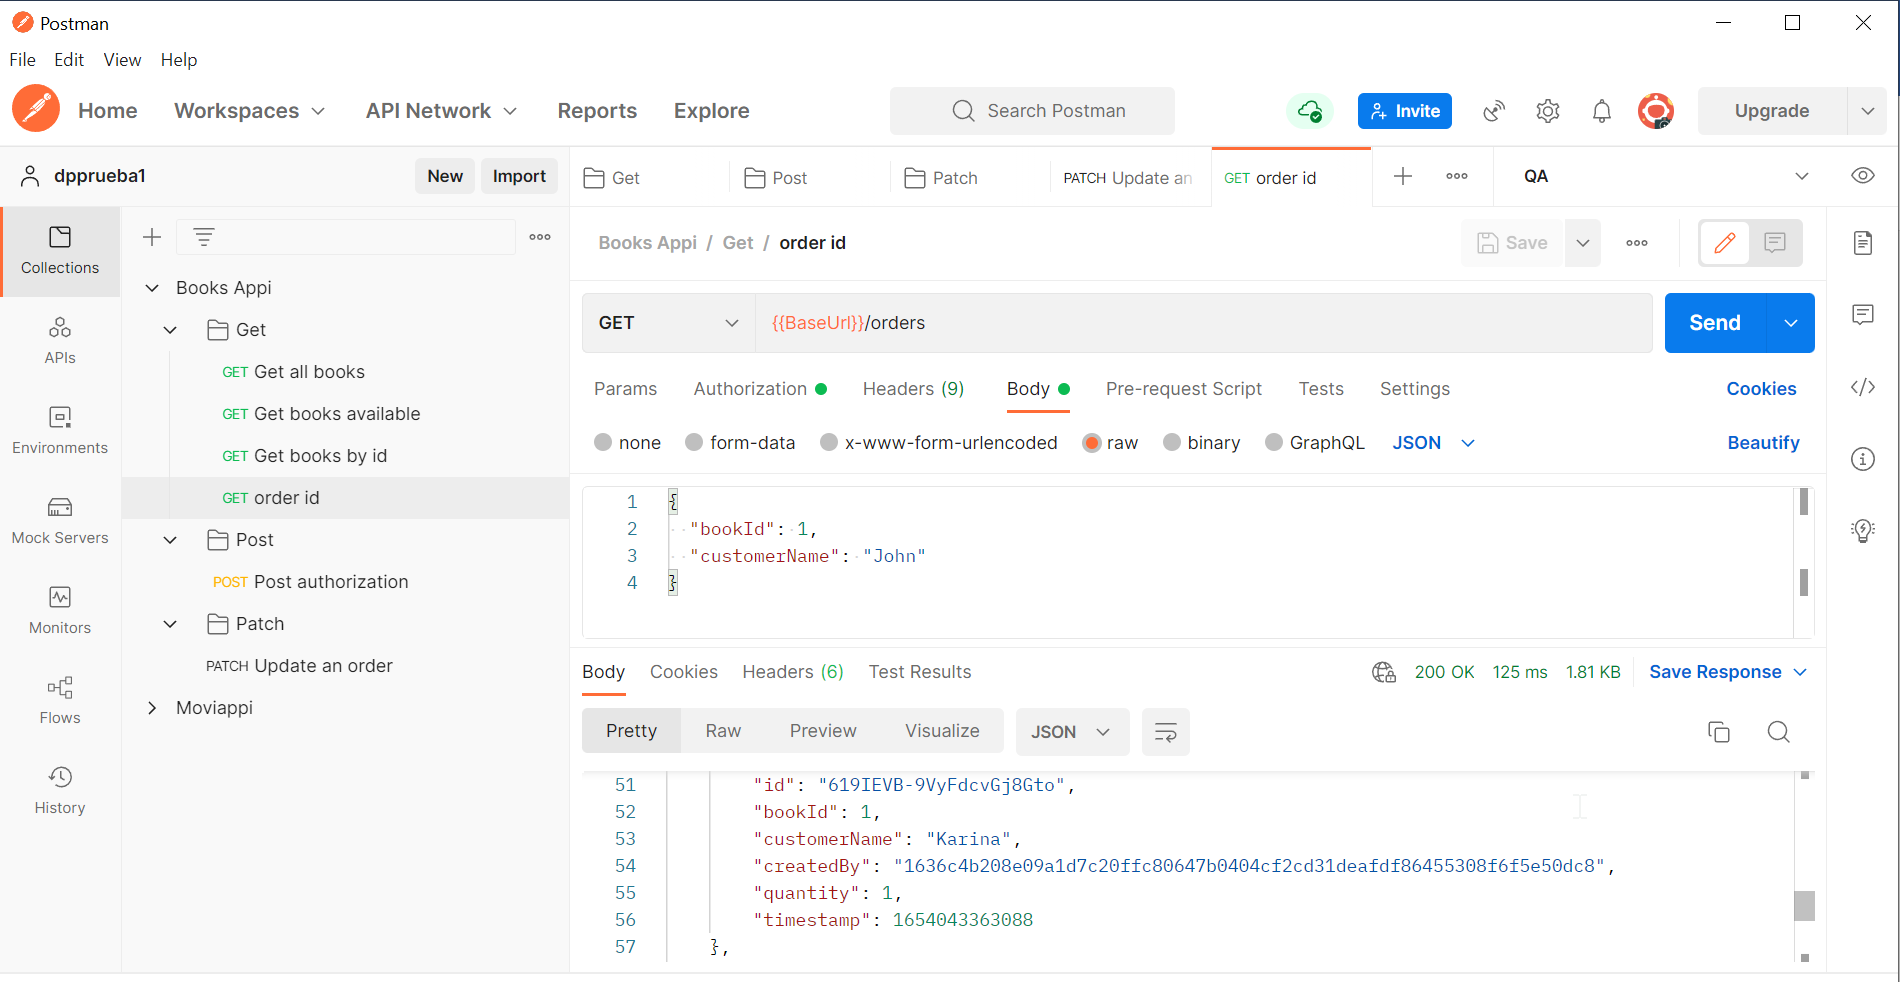 Postman
File Edit View Help
Home Workspaces API Network Reports Explore Search Postman Invite Upgrade
dpprueba1 New Import
Get Post Patch PATCH Update an GET order id QA
Collections
APIs
Environments
Mock Servers
Monitors
Flows
History
Books Appi
Get
GET Get all books
GET Get books available
GET Get books by id
GET order id
Post
POST Post authorization
Patch
PATCH Update an order
Moviappi
Books Appi / Get / order id Save
GET {{BaseUrl}}/orders Send
Params Authorization Headers (9) Body Pre-request Script Tests Settings Cookies
none form-data x-www-form-urlencoded raw binary GraphQL JSON Beautify
1 {
2 "bookId": 1,
3 "customerName": "John"
4 }
Body Cookies Headers (6) Test Results 200 OK 125 ms 1.81 KB Save Response
Pretty Raw Preview Visualize JSON
51 "id": "619IEVB-9VyFdcvGj8Gto",
52 "bookId": 1,
53 "customerName": "Karina",
54 "createdBy": "1636c4b208e09a1d7c20ffc80647b0404cf2cd31deafdf86455308f6f5e50dc8",
55 "quantity": 1,
56 "timestamp": 1654043363088
57 },